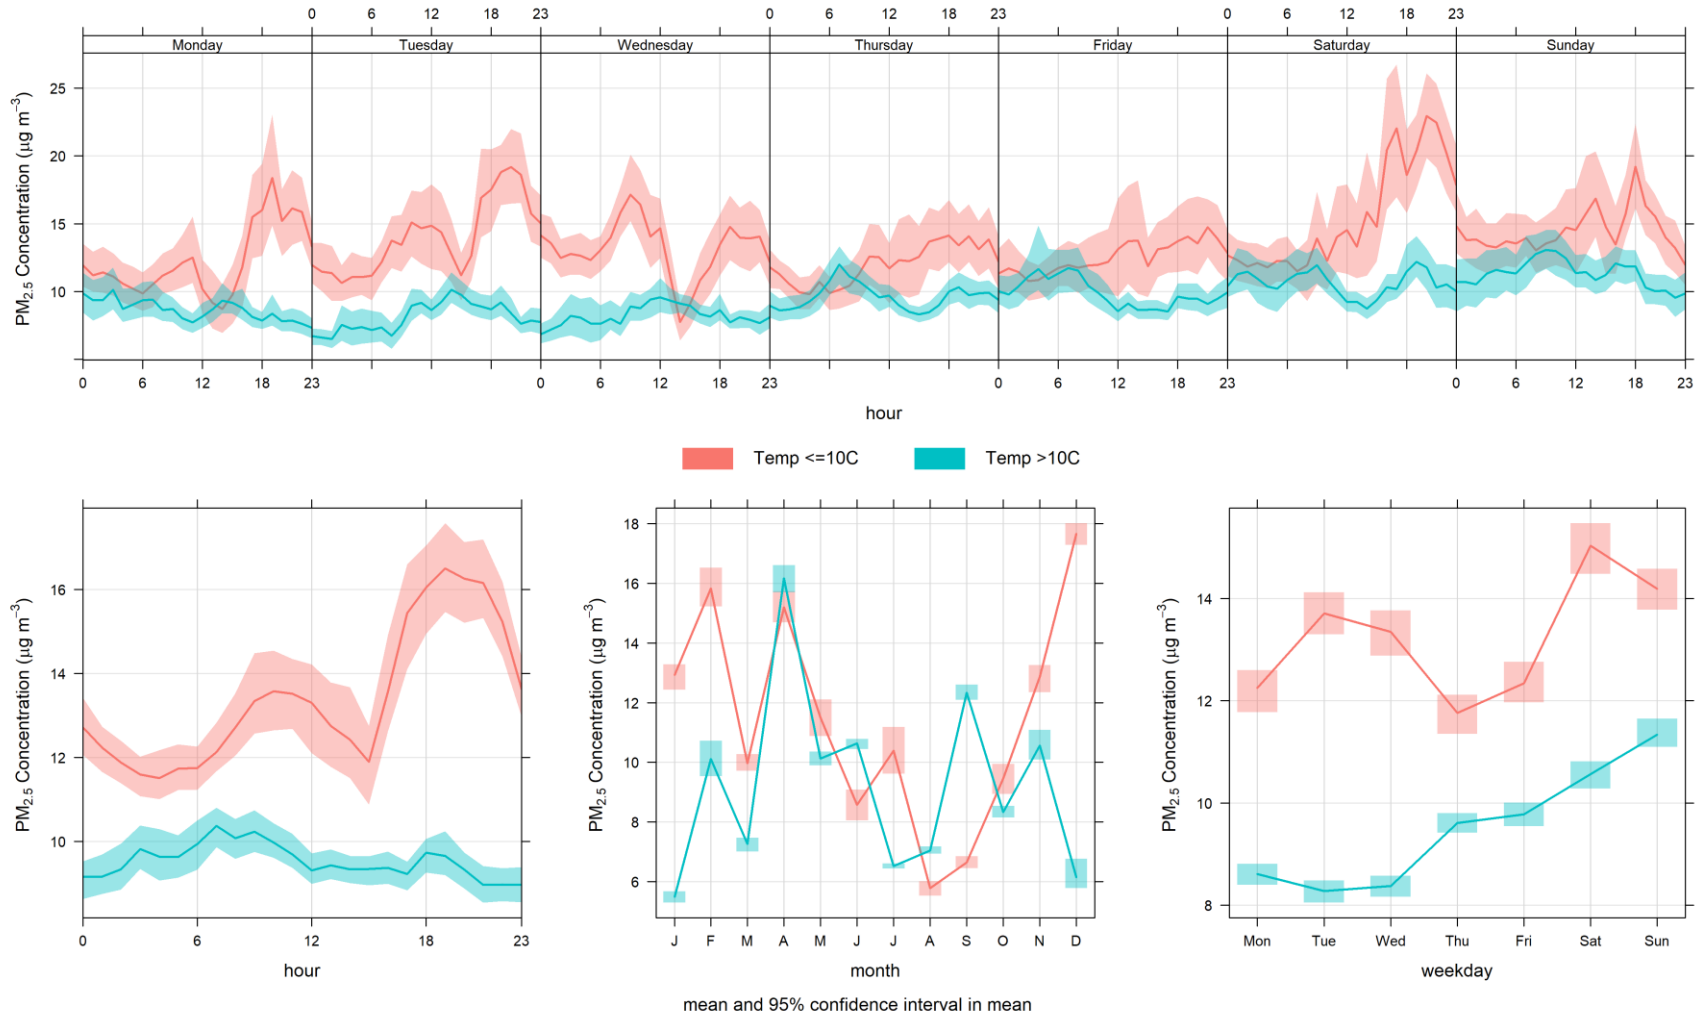 0 6 12 18 23 0 6 12 18 23 0 6 12 18 23
Monday Tuesday Wednesday Thursday Friday Saturday Sunday
25
20
15
10
PM2.5 Concentration (µg m−3)
0 6 12 18 23 0 6 12 18 23 0 6 12 18 23 0 6 12 18 23
hour
Temp <=10C Temp >10C
16
14
12
10
PM2.5 Concentration (µg m−3)
0 6 12 18 23
hour
18
16
14
12
10
8
6
PM2.5 Concentration (µg m−3)
J F M A M J J A S O N D
month
14
12
10
8
PM2.5 Concentration (µg m−3)
Mon Tue Wed Thu Fri Sat Sun
weekday
mean and 95% confidence interval in mean